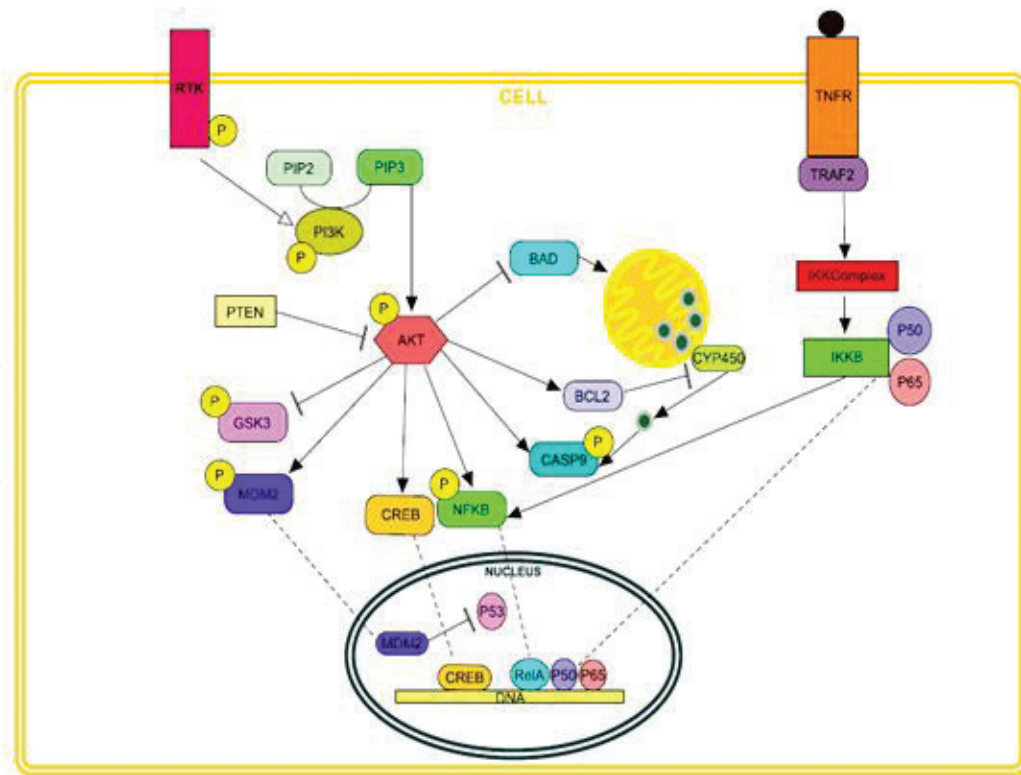 CELL
RTK
P
TNFR
TRAF2
PIP2
PIP3
PI3K
P
BAD
IKKComplex
PTEN
P
AKT
P50
IKKB
CYP450
P65
BCL2
P
GSK3
P
CASP9
P
MDM2
P
CREB
NFKB
NUCLEUS
P53
MDM2
CREB
RelA
P50
P65
DNA